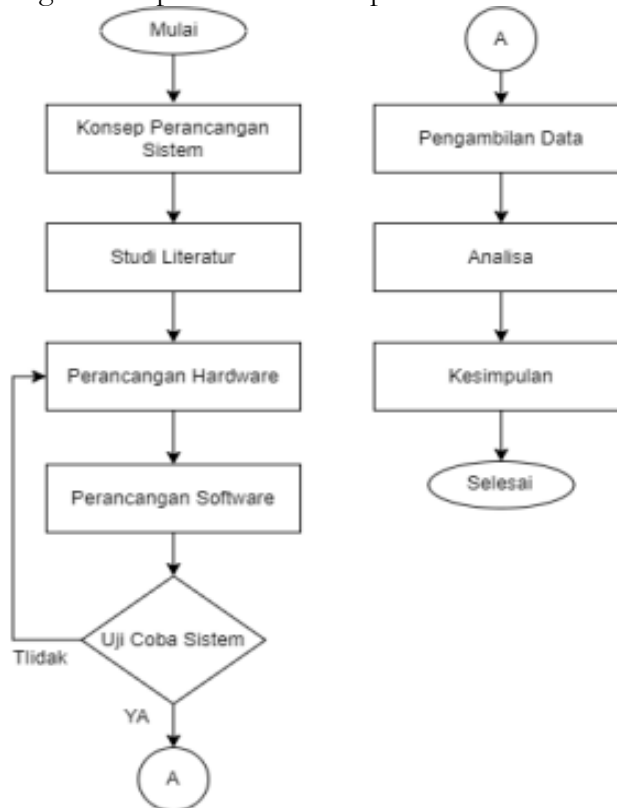 Mulai
Konsep Perancangan
Sistem
Studi Literatur
Perancangan Hardware
Perancangan Software
Uji Coba Sistem
Tlidak
YA
A
A
Pengambilan Data
Analisa
Kesimpulan
Selesai